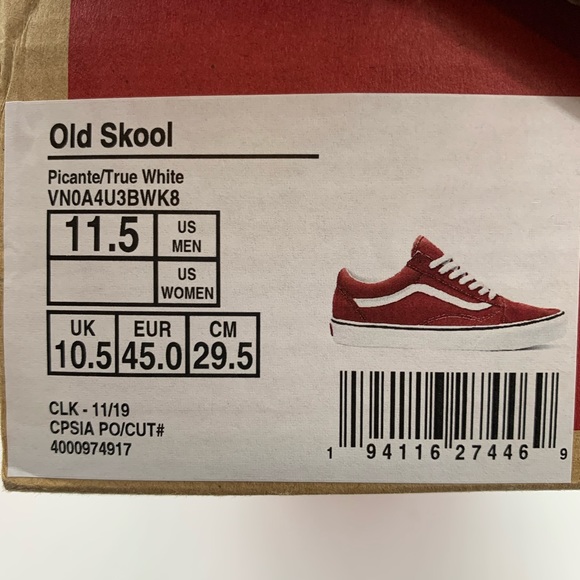 Old Skool
Picante/True White
VN0A4U3BWK8
11.5 US MEN
US WOMEN
UK EUR CM
10.5 45.0 29.5
CLK - 11/19
CPSIA PO/CUT#
4000974917
1 94116 27446 9